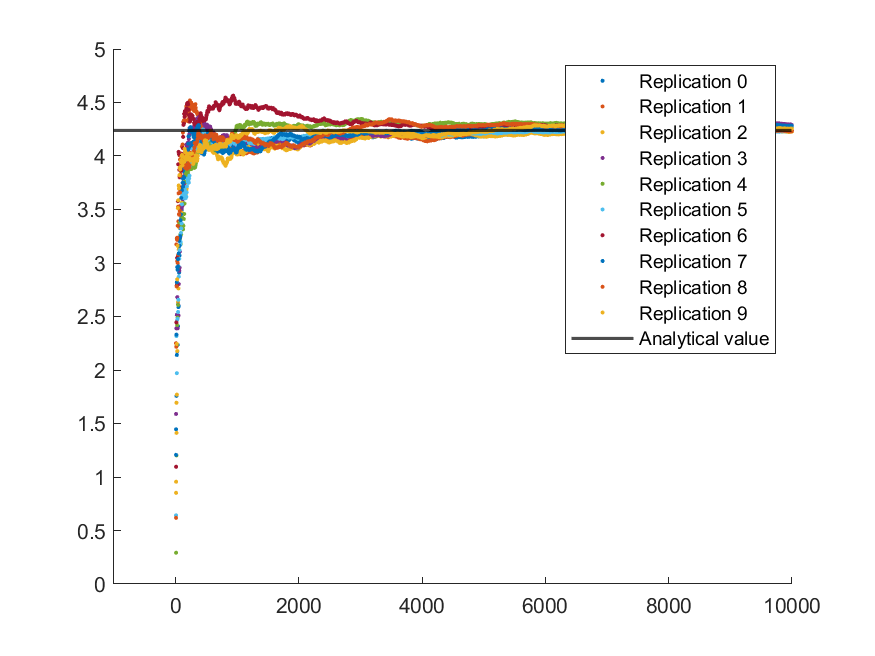 5
4.5
4
3.5
3
2.5
2
1.5
1
0.5
0
0
2000
4000
6000
8000
10000
Replication 0
Replication 1
Replication 2
Replication 3
Replication 4
Replication 5
Replication 6
Replication 7
Replication 8
Replication 9
Analytical value